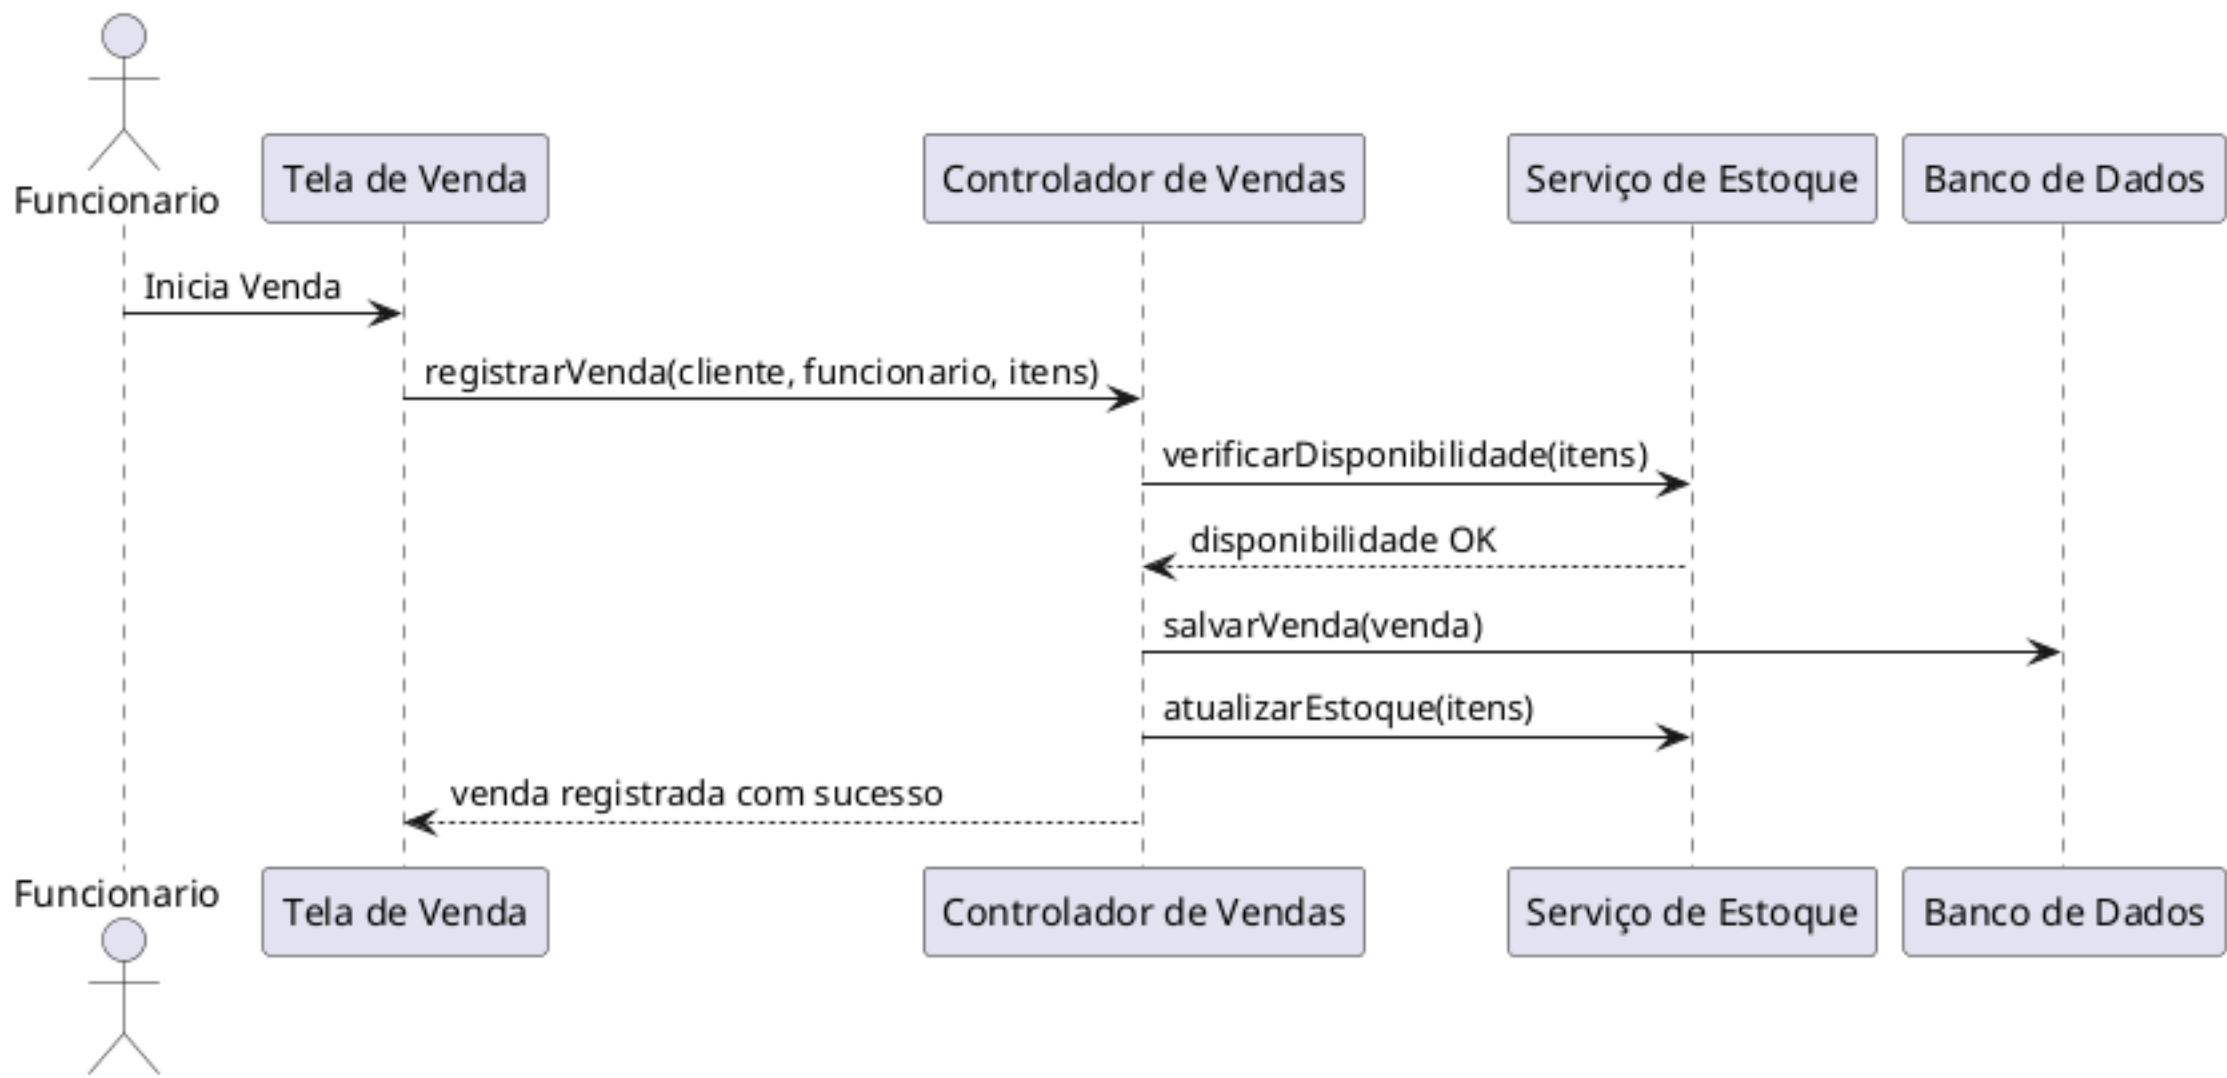 Funcionario
Tela de Venda
Controlador de Vendas
Serviço de Estoque
Banco de Dados
Inicia Venda
registrarVenda(cliente, funcionario, itens)
verificarDisponibilidade(itens)
disponibilidade OK
salvarVenda(venda)
atualizarEstoque(itens)
venda registrada com sucesso
Funcionario
Tela de Venda
Controlador de Vendas
Serviço de Estoque
Banco de Dados